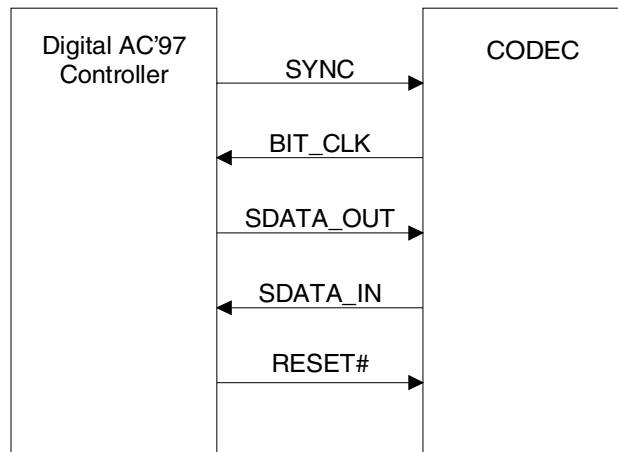 Digital AC’97
Controller
CODEC
SYNC
BIT_CLK
SDATA_OUT
SDATA_IN
RESET#